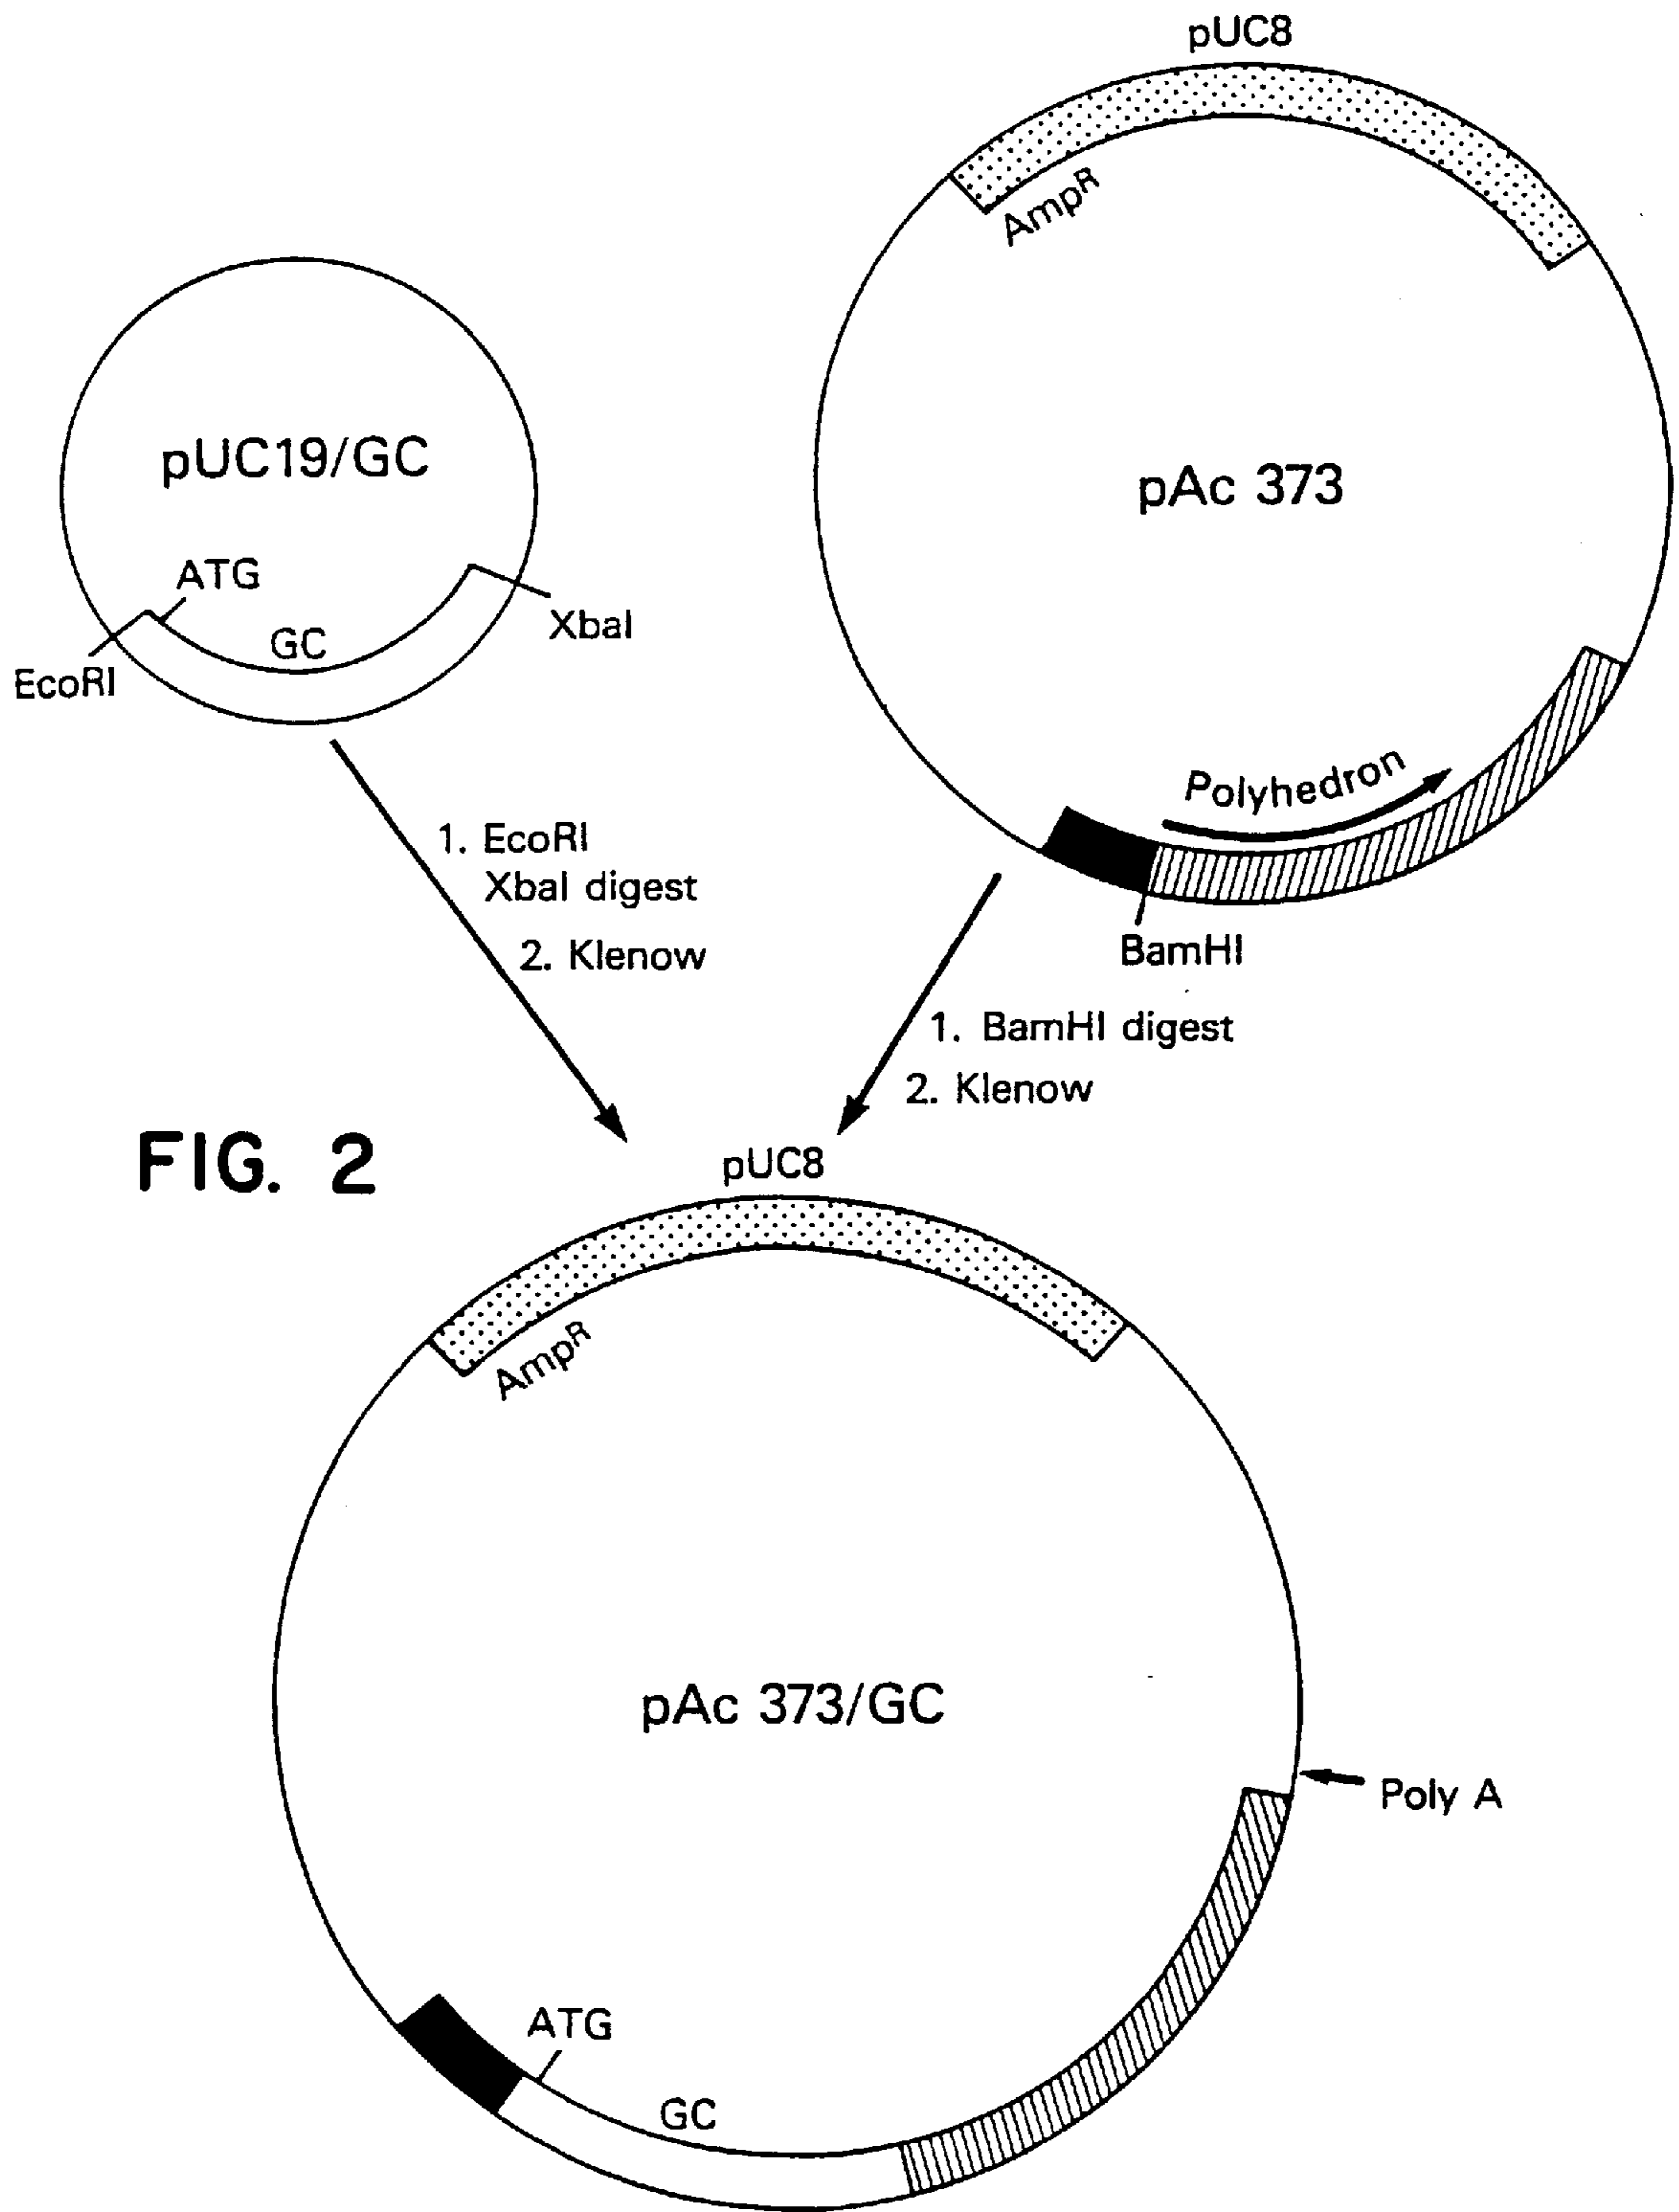 pUC8
AmpR
pUC19/GC
ATG
GC
EcoRI
XbaI
pAc 373
Polyhedron
BamHI
1. EcoRI
XbaI digest
2. Klenow
1. BamHI digest
2. Klenow
FIG. 2
pUC8
AmpR
pAc 373/GC
Poly A
ATG
GC